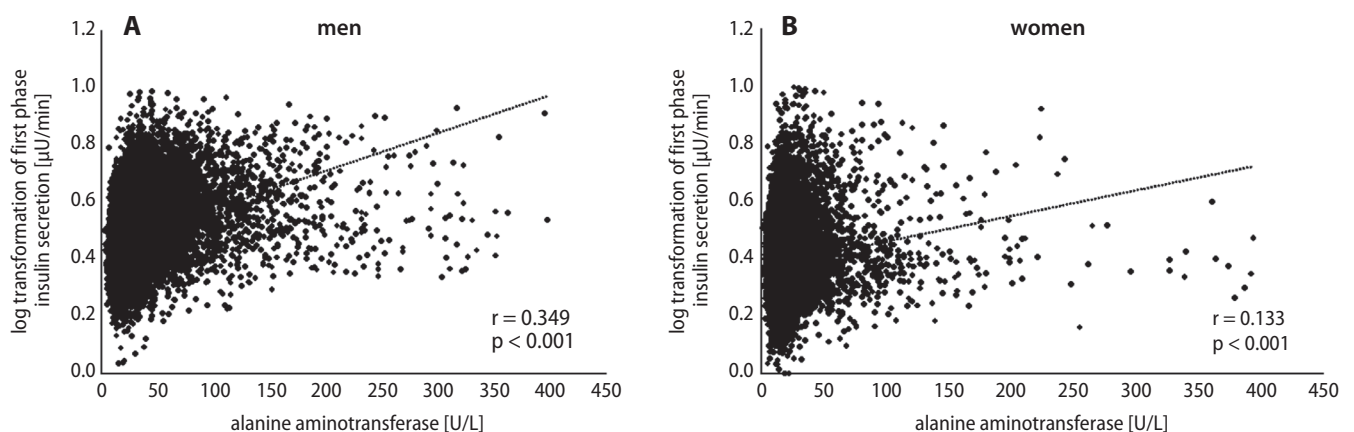 A
men
log transformation of first phase
insulin secretion [µU/min]
1.2
1.0
0.8
0.6
0.4
0.2
0.0
r = 0.349
p < 0.001
0 50 100 150 200 250 300 350 400 450
alanine aminotransferase [U/L]
B
women
log transformation of first phase
insulin secretion [µU/min]
1.2
1.0
0.8
0.6
0.4
0.2
0.0
r = 0.133
p < 0.001
0 50 100 150 200 250 300 350 400 450
alanine aminotransferase [U/L]